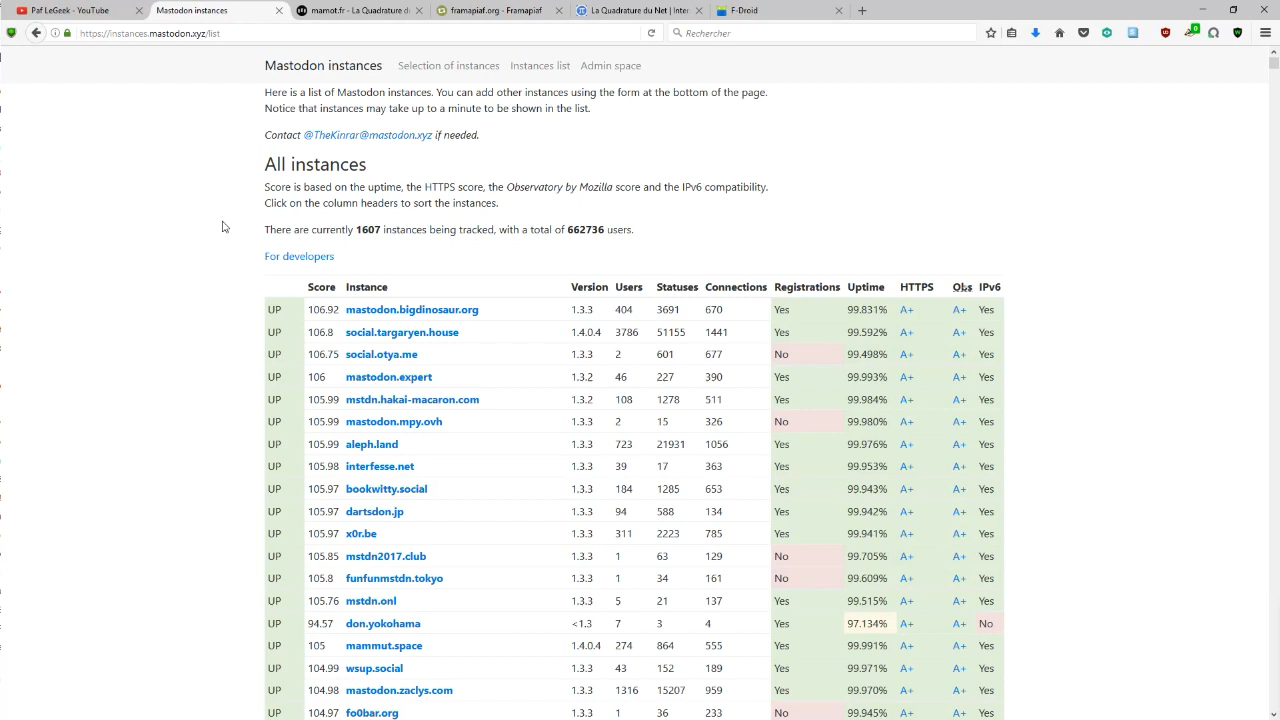 Paf LeGeek - YouTube
Mastodon instances
mamot.fr - La Quadrature du
framapiaf.org - Framapiaf
La Quadrature du Net | Inter
F-Droid
https://instances.mastodon.xyz/list
Rechercher
0
Mastodon instances Selection of instances Instances list Admin space
Here is a list of Mastodon instances. You can add other instances using the form at the bottom of the page.
Notice that instances may take up to a minute to be shown in the list.
Contact @TheKinrar@mastodon.xyz if needed.
All instances
Score is based on the uptime, the HTTPS score, the Observatory by Mozilla score and the IPv6 compatibility.
Click on the column headers to sort the instances.
There are currently 1607 instances being tracked, with a total of 662736 users.
For developers
Score Instance Version Users Statuses Connections Registrations Uptime HTTPS Obs IPv6
UP 106.92 mastodon.bigdinosaur.org 1.3.3 404 3691 670 Yes 99.831% A+ A+ Yes
UP 106.8 social.targaryen.house 1.4.0.4 3786 51155 1441 Yes 99.592% A+ A+ Yes
UP 106.75 social.otya.me 1.3.3 2 601 677 No 99.498% A+ A+ Yes
UP 106 mastodon.expert 1.3.2 46 227 390 Yes 99.993% A+ A+ Yes
UP 105.99 mstdn.hakai-macaron.com 1.3.2 108 1278 511 Yes 99.984% A+ A+ Yes
UP 105.99 mastodon.mpy.ovh 1.3.3 2 15 326 No 99.980% A+ A+ Yes
UP 105.99 aleph.land 1.3.3 723 21931 1056 Yes 99.976% A+ A+ Yes
UP 105.98 interfesse.net 1.3.3 39 17 363 Yes 99.953% A+ A+ Yes
UP 105.97 bookwitty.social 1.3.3 184 1285 653 Yes 99.943% A+ A+ Yes
UP 105.97 dartsdon.jp 1.3.3 94 588 134 Yes 99.942% A+ A+ Yes
UP 105.97 x0r.be 1.3.3 311 2223 785 Yes 99.941% A+ A+ Yes
UP 105.85 mstdn2017.club 1.3.3 1 63 129 No 99.705% A+ A+ Yes
UP 105.8 funfunmstdn.tokyo 1.3.3 1 34 161 No 99.609% A+ A+ Yes
UP 105.76 mstdn.onl 1.3.3 5 21 137 Yes 99.515% A+ A+ Yes
UP 94.57 don.yokohama <1.3 7 3 4 Yes 97.134% A+ A+ No
UP 105 mammut.space 1.4.0.4 274 864 555 Yes 99.991% A+ A+ Yes
UP 104.99 wsup.social 1.3.3 43 152 189 Yes 99.971% A+ A+ Yes
UP 104.98 mastodon.zaclys.com 1.3.3 1316 15207 959 Yes 99.970% A+ A+ Yes
UP 104.97 fo0bar.org 1.3.3 1 36 233 No 99.945% A+ A+ Yes